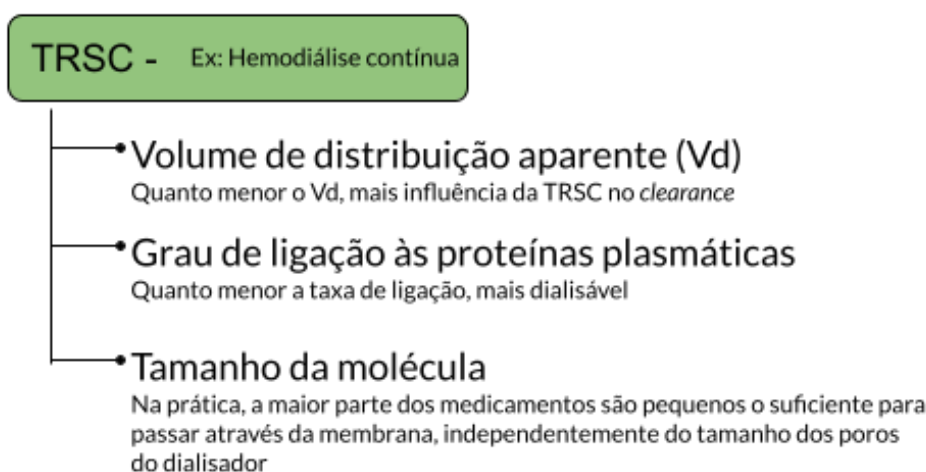 TRSC - Ex: Hemodiálise contínua
Volume de distribuição aparente (Vd)
Quanto menor o Vd, mais influência da TRSC no clearance
Grau de ligação às proteínas plasmáticas
Quanto menor a taxa de ligação, mais dialisável
Tamanho da molécula
Na prática, a maior parte dos medicamentos são pequenos o suficiente para
passar através da membrana, independentemente do tamanho dos poros
do dialisador